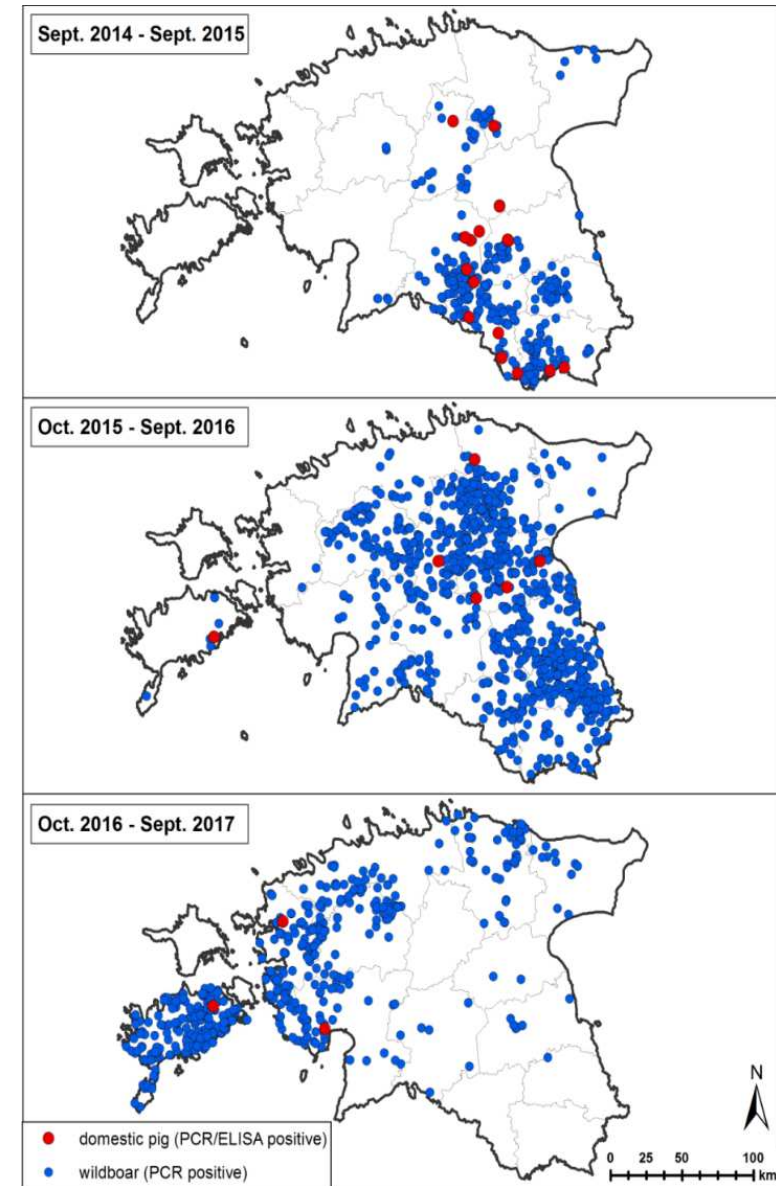 Sept. 2014 - Sept. 2015
Oct. 2015 - Sept. 2016
Oct. 2016 - Sept. 2017
N
domestic pig (PCR/ELISA positive)
wildboar (PCR positive)
0 25 50 100
km